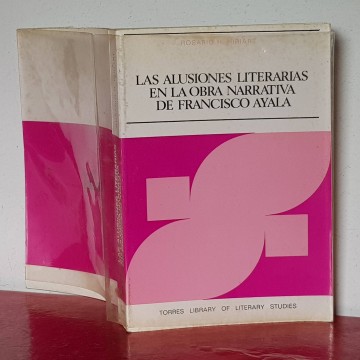 LAS ALUSIONES LITERARIAS
EN LA OBRA NARRATIVA
DE FRANCISCO AYALA
TORRES LIBRARY OF LITERARY STUDIES